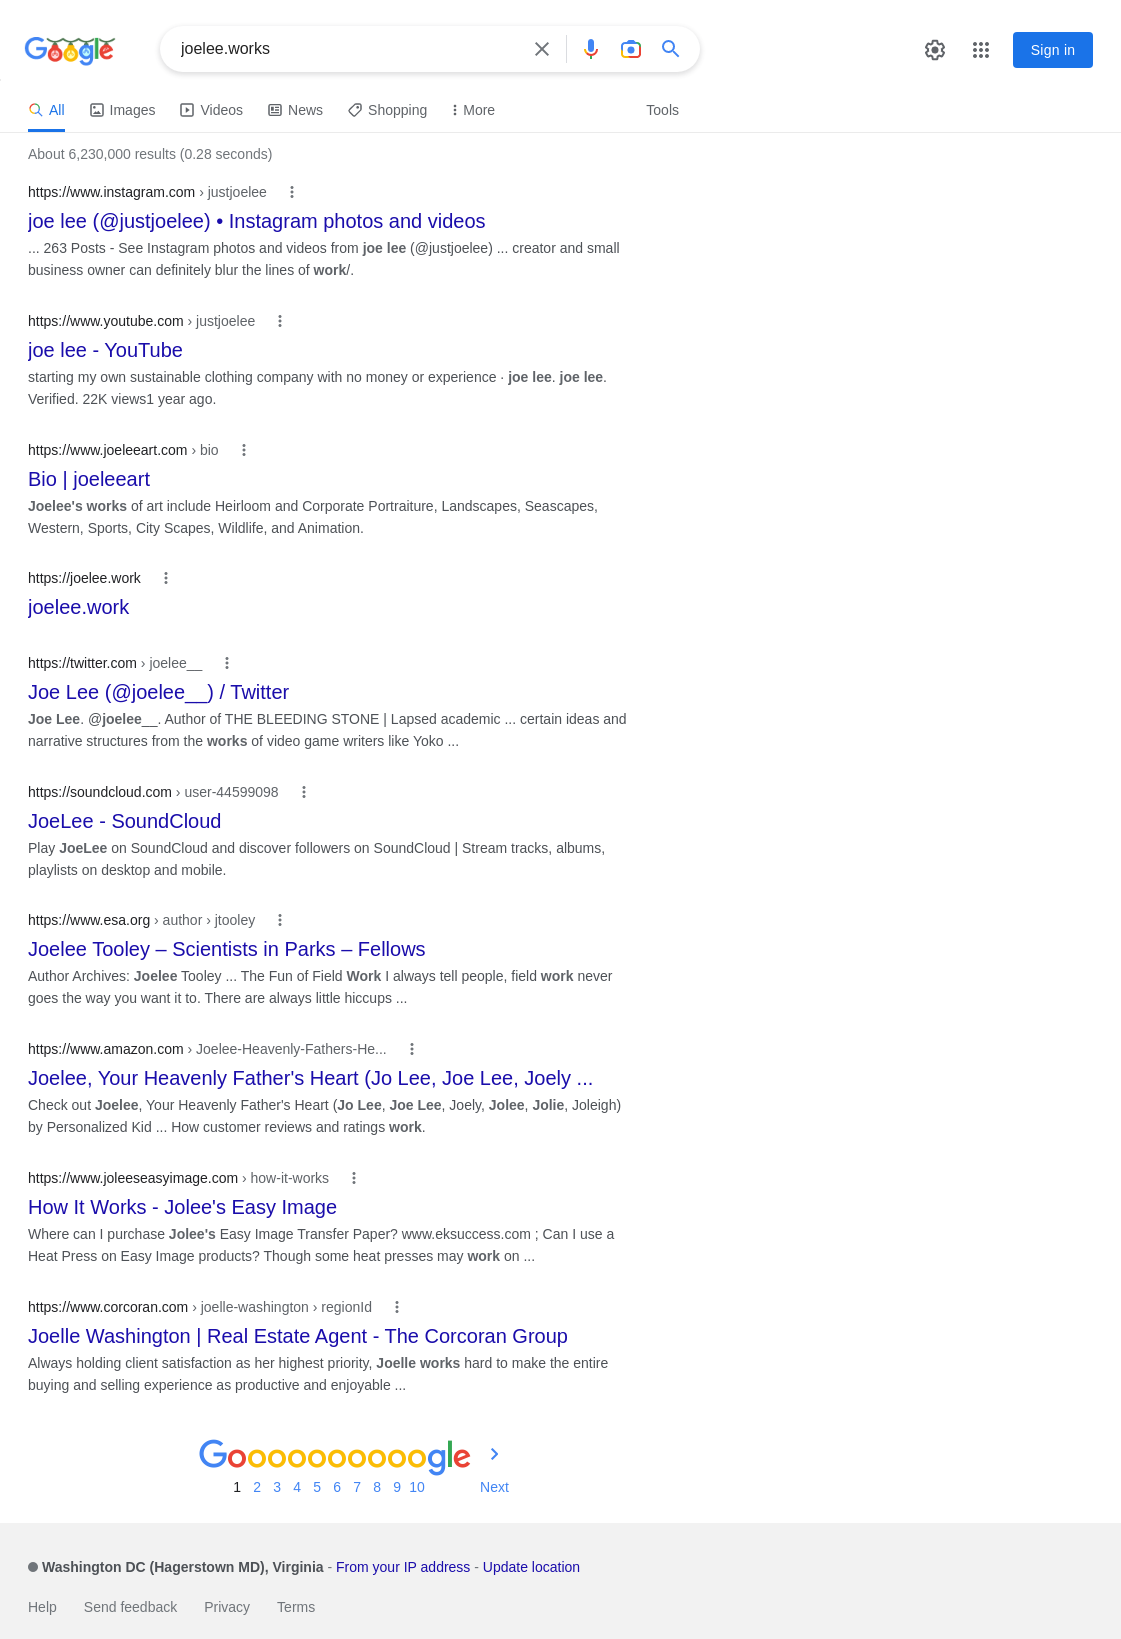 Google
joelee.works
Sign in
All Images Videos News Shopping More Tools
About 6,230,000 results (0.28 seconds)
https://www.instagram.com › justjoelee
joe lee (@justjoelee) • Instagram photos and videos
... 263 Posts - See Instagram photos and videos from joe lee (@justjoelee) ... creator and small
business owner can definitely blur the lines of work/.
https://www.youtube.com › justjoelee
joe lee - YouTube
starting my own sustainable clothing company with no money or experience · joe lee. joe lee.
Verified. 22K views1 year ago.
https://www.joeleeart.com › bio
Bio | joeleeart
Joelee's works of art include Heirloom and Corporate Portraiture, Landscapes, Seascapes,
Western, Sports, City Scapes, Wildlife, and Animation.
https://joelee.work
joelee.work
https://twitter.com › joelee__
Joe Lee (@joelee__) / Twitter
Joe Lee. @joelee__. Author of THE BLEEDING STONE | Lapsed academic ... certain ideas and
narrative structures from the works of video game writers like Yoko ...
https://soundcloud.com › user-44599098
JoeLee - SoundCloud
Play JoeLee on SoundCloud and discover followers on SoundCloud | Stream tracks, albums,
playlists on desktop and mobile.
https://www.esa.org › author › jtooley
Joelee Tooley – Scientists in Parks – Fellows
Author Archives: Joelee Tooley ... The Fun of Field Work I always tell people, field work never
goes the way you want it to. There are always little hiccups ...
https://www.amazon.com › Joelee-Heavenly-Fathers-He...
Joelee, Your Heavenly Father's Heart (Jo Lee, Joe Lee, Joely ...
Check out Joelee, Your Heavenly Father's Heart (Jo Lee, Joe Lee, Joely, Jolee, Jolie, Joleigh)
by Personalized Kid ... How customer reviews and ratings work.
https://www.joleeseasyimage.com › how-it-works
How It Works - Jolee's Easy Image
Where can I purchase Jolee's Easy Image Transfer Paper? www.eksuccess.com ; Can I use a
Heat Press on Easy Image products? Though some heat presses may work on ...
https://www.corcoran.com › joelle-washington › regionId
Joelle Washington | Real Estate Agent - The Corcoran Group
Always holding client satisfaction as her highest priority, Joelle works hard to make the entire
buying and selling experience as productive and enjoyable ...
Goooooooooogle
1 2 3 4 5 6 7 8 9 10 Next
Washington DC (Hagerstown MD), Virginia - From your IP address - Update location
Help Send feedback Privacy Terms